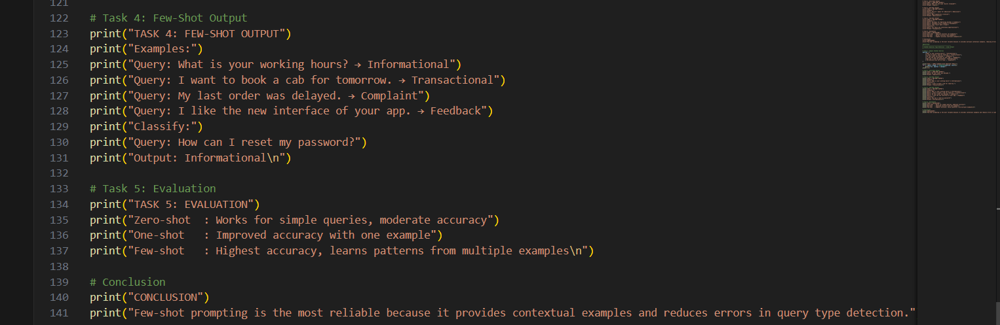 121
122 # Task 4: Few-Shot Output
123 print("TASK 4: FEW-SHOT OUTPUT")
124 print("Examples:")
125 print("Query: What is your working hours? → Informational")
126 print("Query: I want to book a cab for tomorrow. → Transactional")
127 print("Query: My last order was delayed. → Complaint")
128 print("Query: I like the new interface of your app. → Feedback")
129 print("Classify:")
130 print("Query: How can I reset my password?")
131 print("Output: Informational\n")
132
133 # Task 5: Evaluation
134 print("TASK 5: EVALUATION")
135 print("Zero-shot  : Works for simple queries, moderate accuracy")
136 print("One-shot   : Improved accuracy with one example")
137 print("Few-shot   : Highest accuracy, learns patterns from multiple examples\n")
138
139 # Conclusion
140 print("CONCLUSION")
141 print("Few-shot prompting is the most reliable because it provides contextual examples and reduces errors in query type detection."